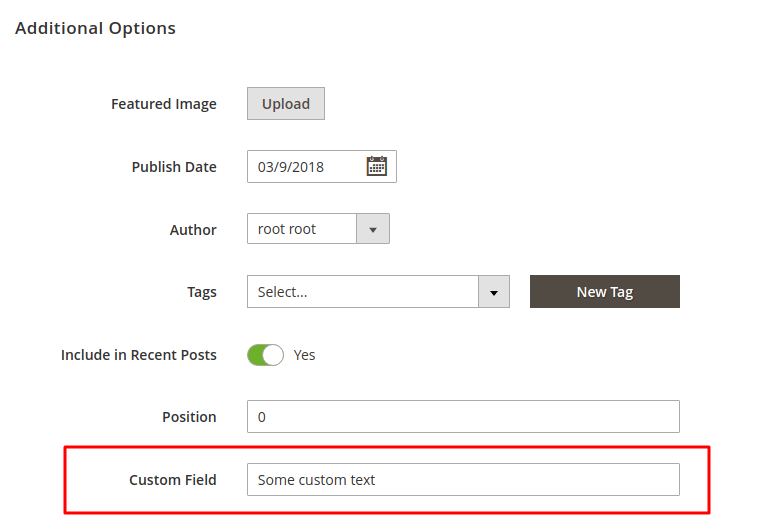 Additional Options
Featured Image Upload
Publish Date 03/9/2018
Author root root
Tags Select... New Tag
Include in Recent Posts Yes
Position 0
Custom Field Some custom text